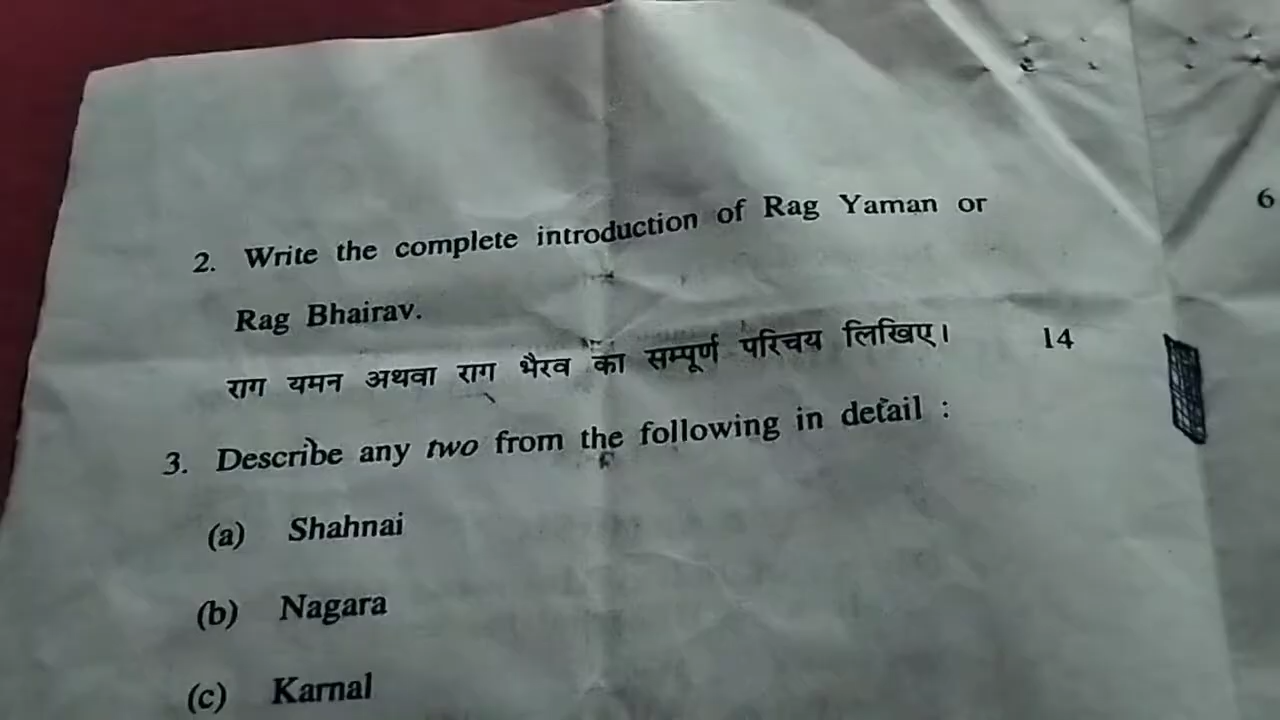 2. Write the complete introduction of Rag Yaman or
Rag Bhairav.
राग यमन अथवा राग भैरव का सम्पूर्ण परिचय लिखिए। 14
3. Describe any two from the following in detail :
(a) Shahnai
(b) Nagara
(c) Karnal
6